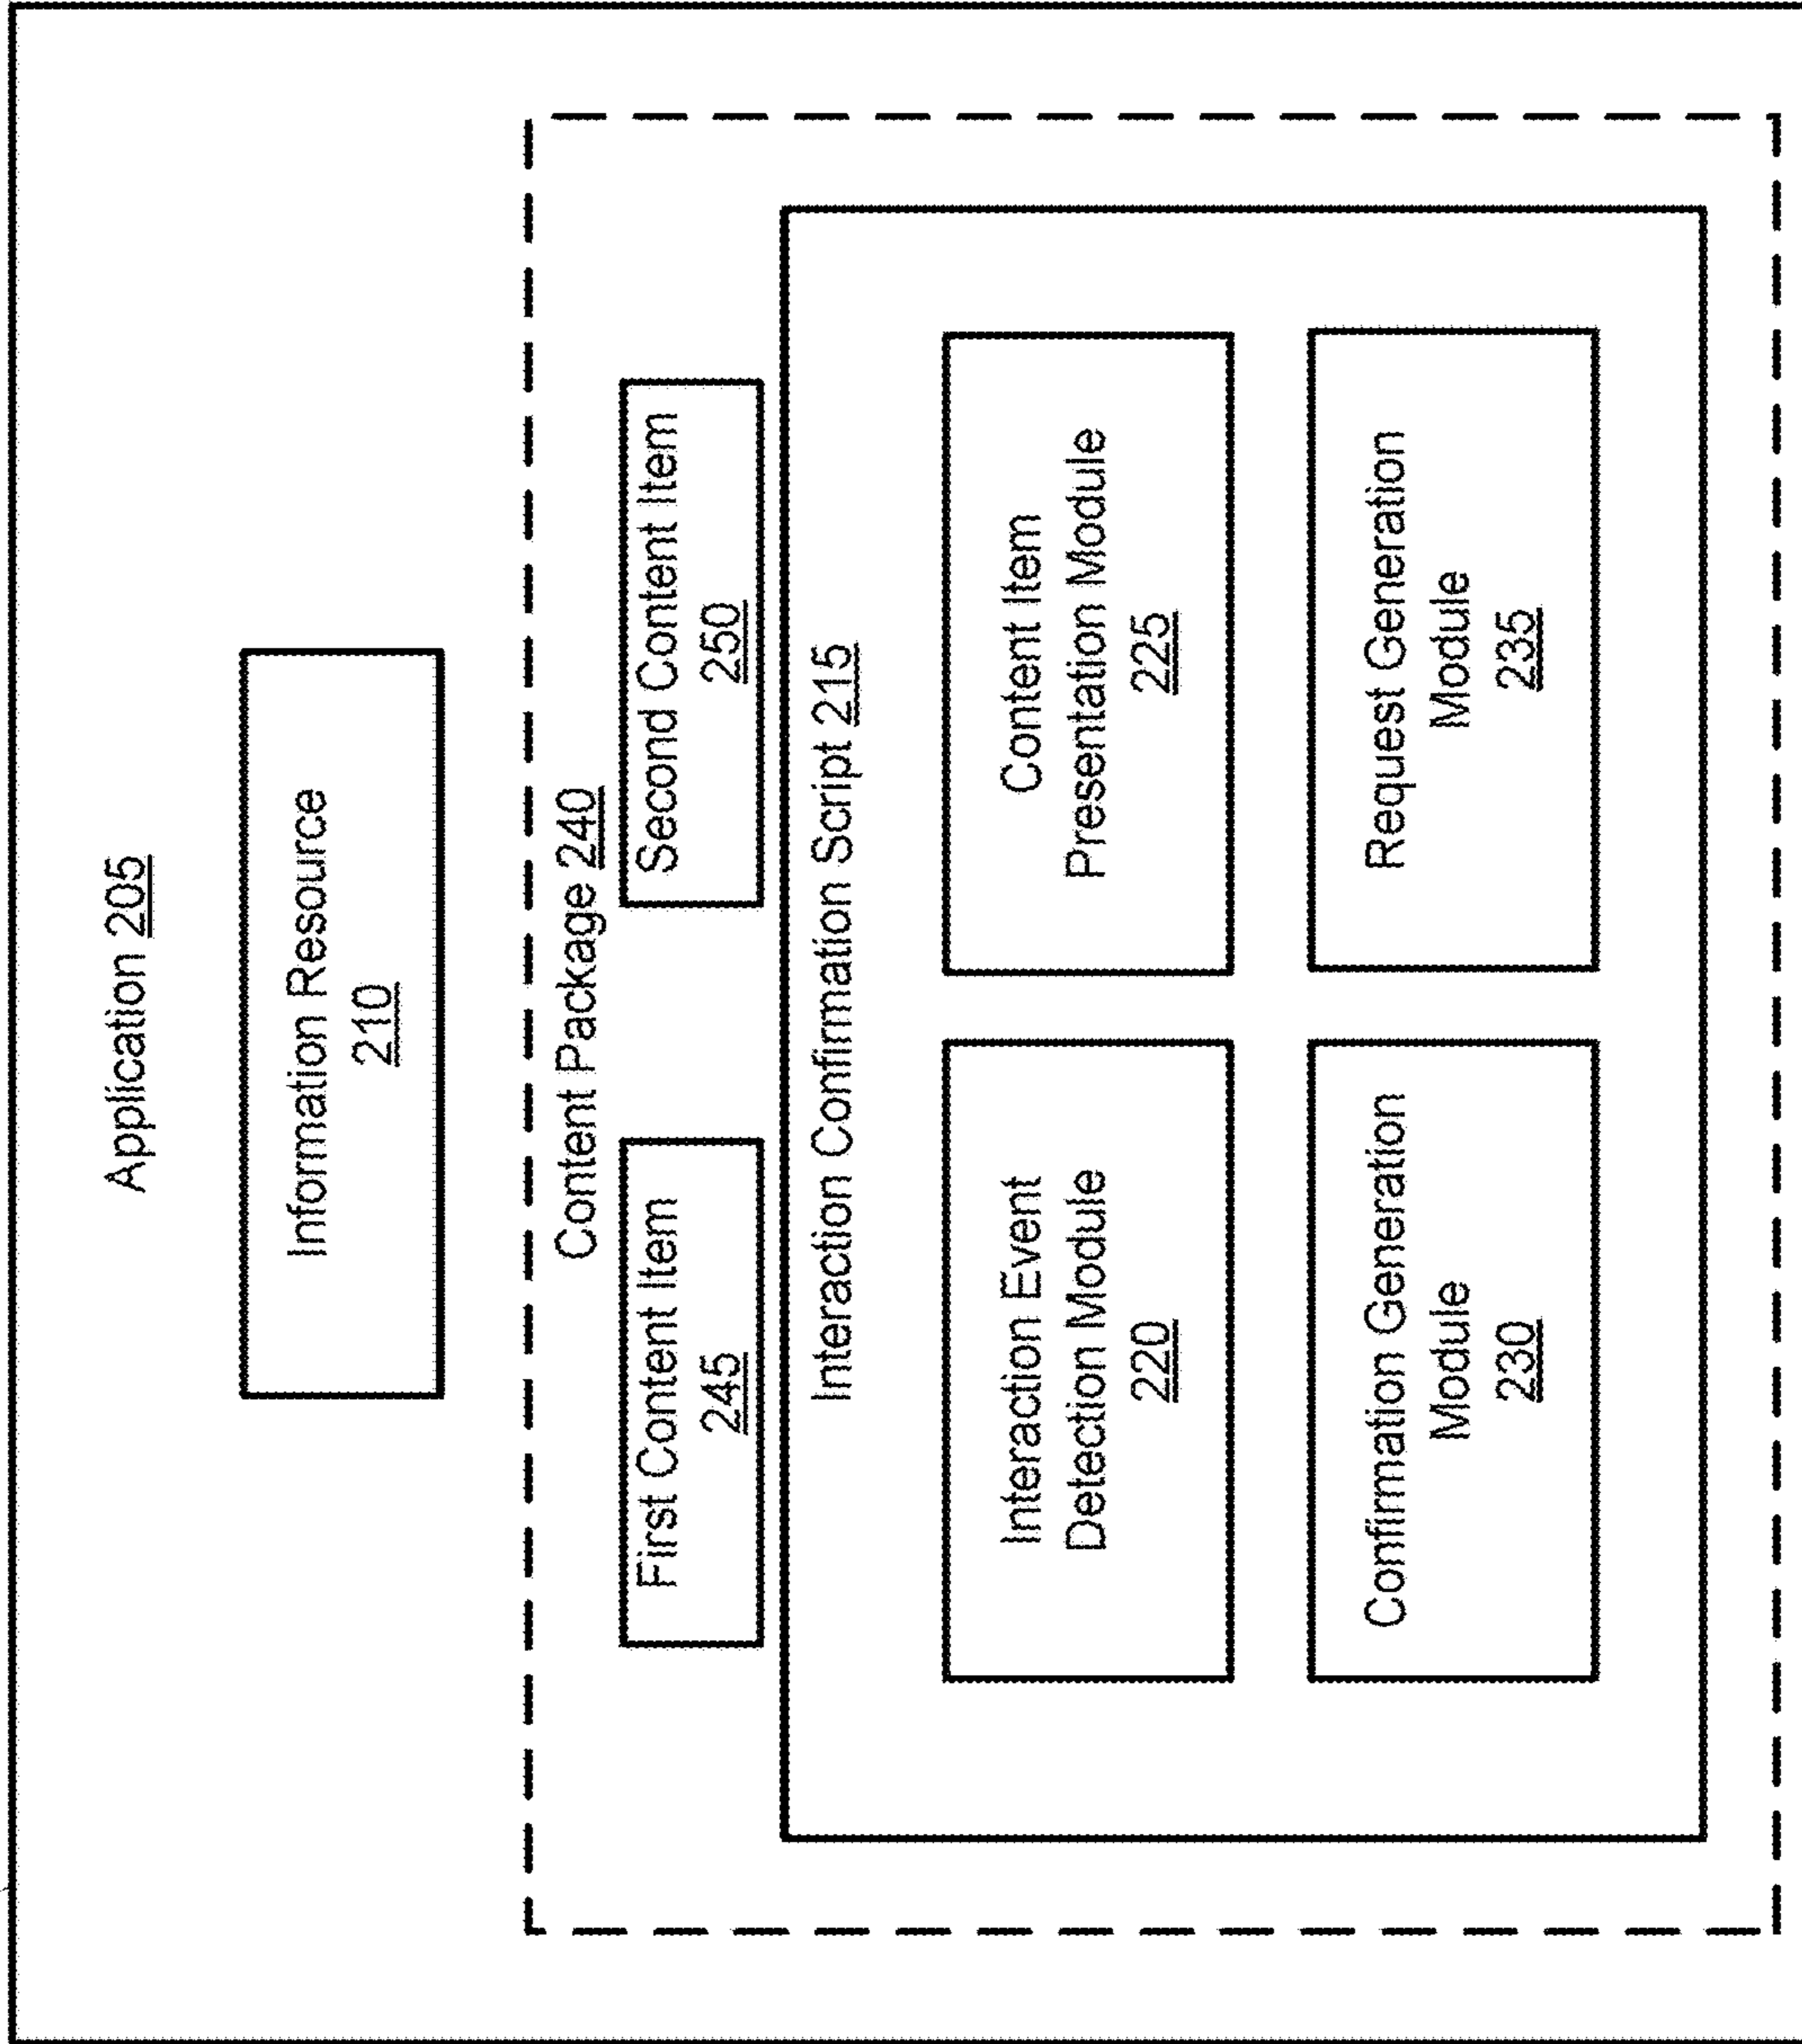 Application 205
Information Resource
210
Content Package 240
First Content Item
245
Second Content Item
250
Interaction Confirmation Script 215
Interaction Event
Detection Module
220
Content Item
Presentation Module
225
Confirmation Generation
Module
230
Request Generation
Module
235